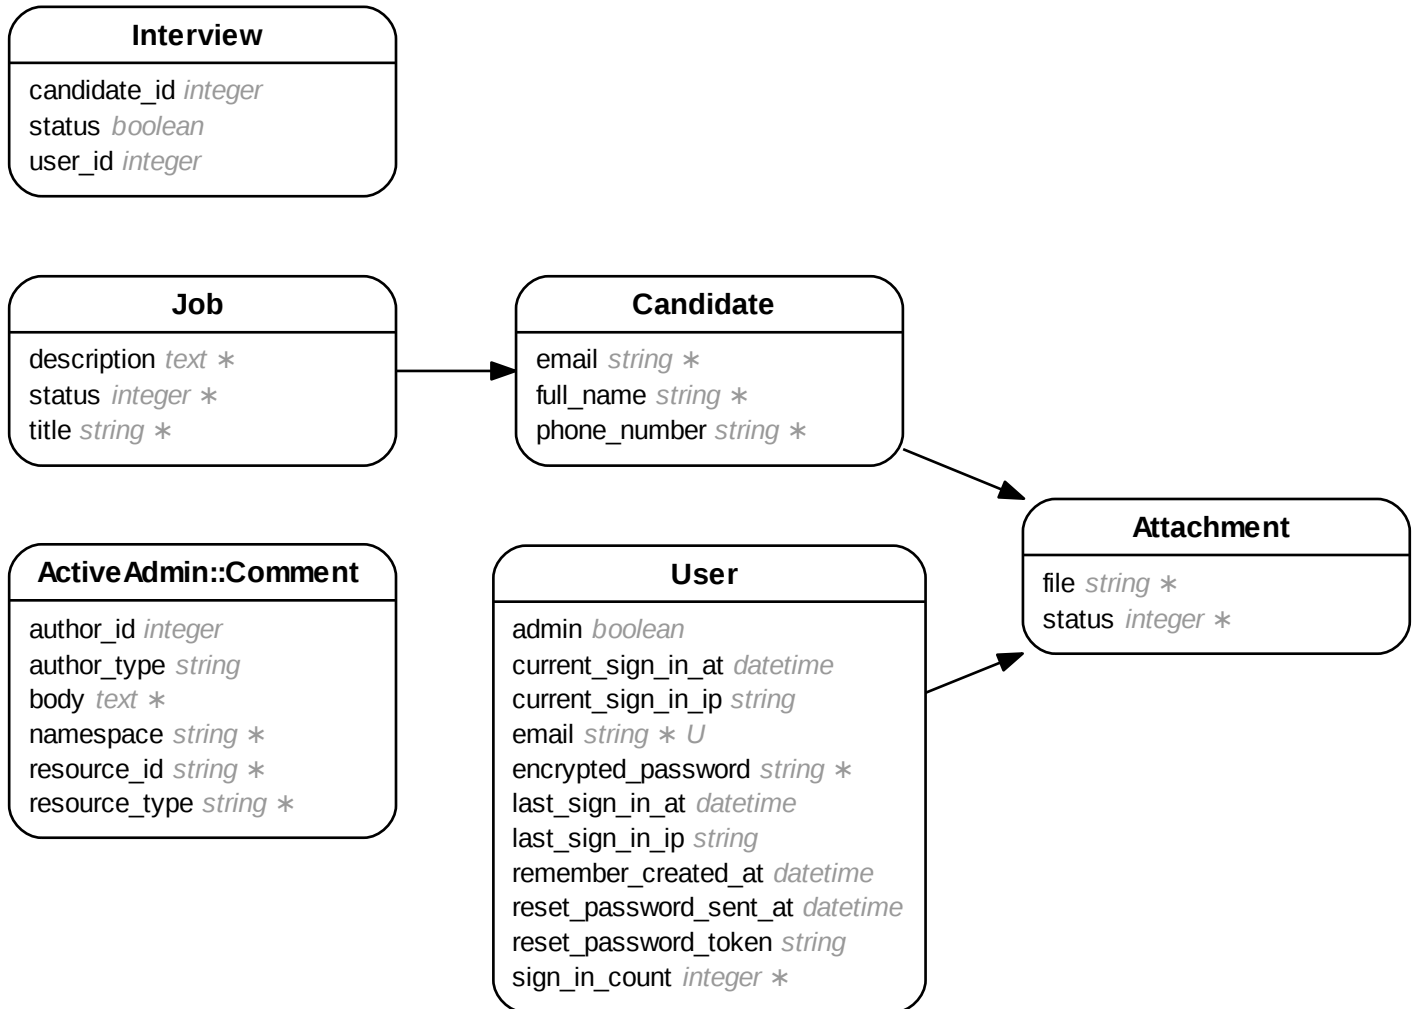 Interview
candidate_id integer
status boolean
user_id integer
Job
description text ∗
status integer ∗
title string ∗
Candidate
email string ∗
full_name string ∗
phone_number string ∗
Attachment
file string ∗
status integer ∗
ActiveAdmin::Comment
author_id integer
author_type string
body text ∗
namespace string ∗
resource_id string ∗
resource_type string ∗
User
admin boolean
current_sign_in_at datetime
current_sign_in_ip string
email string ∗ U
encrypted_password string ∗
last_sign_in_at datetime
last_sign_in_ip string
remember_created_at datetime
reset_password_sent_at datetime
reset_password_token string
sign_in_count integer ∗